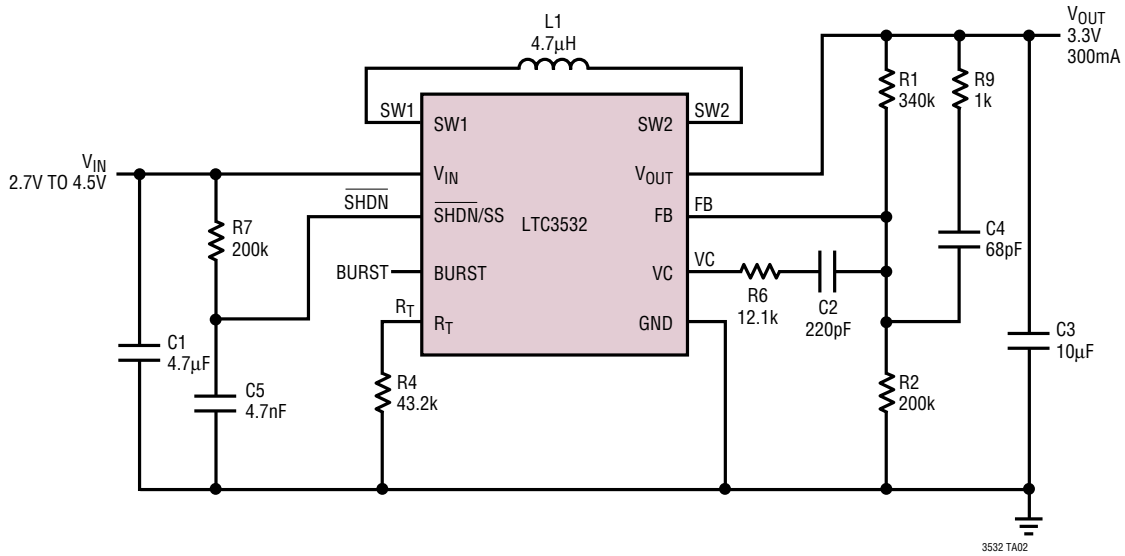 L1
4.7µH
VOUT
3.3V
300mA
SW1
SW1
SW2
SW2
R1
340k
R9
1k
VIN
2.7V TO 4.5V
VIN
VOUT
SHDN
SHDN/SS
LTC3532
FB
FB
R7
200k
C4
68pF
BURST
BURST
VC
VC
R6
12.1k
C2
220pF
RT
RT
GND
C1
4.7µF
C3
10µF
C5
4.7nF
R4
43.2k
R2
200k
3532 TA02